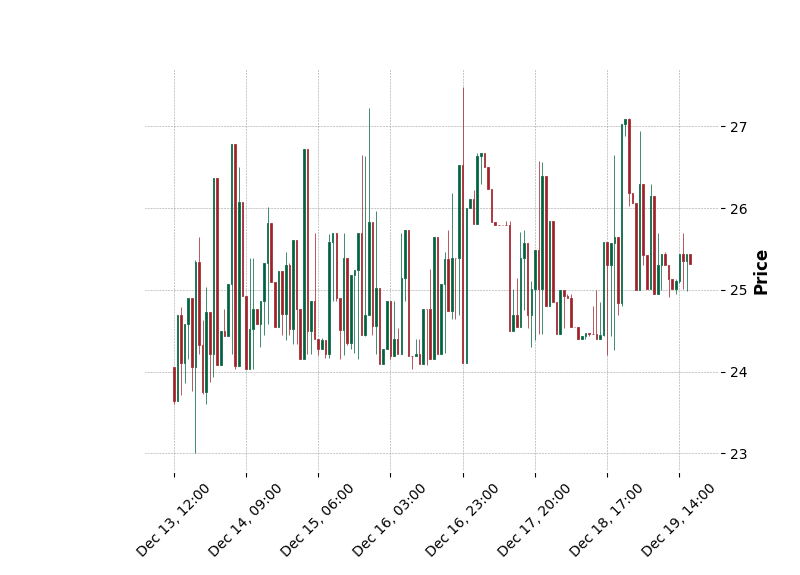 27
26
25
24
23
Price
Dec 13, 12:00
Dec 14, 09:00
Dec 15, 06:00
Dec 16, 03:00
Dec 16, 23:00
Dec 17, 20:00
Dec 18, 17:00
Dec 19, 14:00